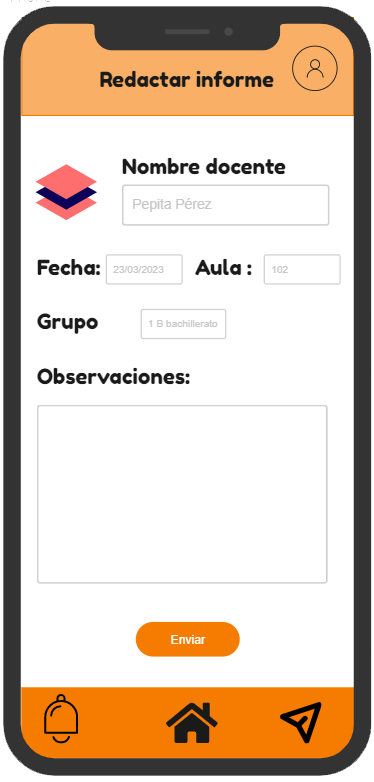 Redactar informe
Nombre docente
Pepita Pérez
Fecha: 23/03/2023 Aula : 102
Grupo 1 B bachillerato
Observaciones:
Enviar